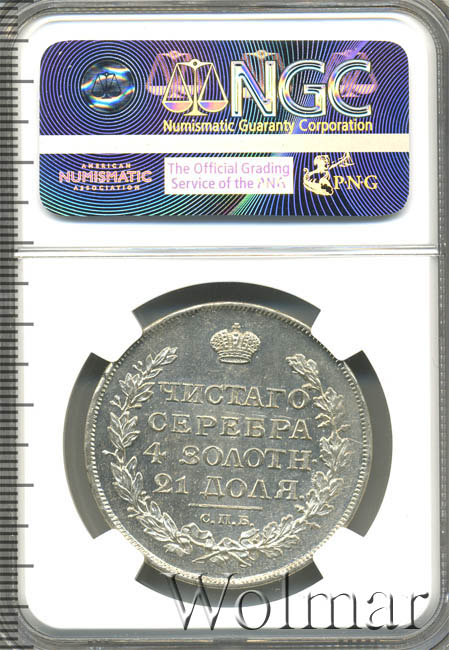 NGC
Numismatic Guaranty Corporation
AMERICAN
NUMISMATIC
ASSOCIATION
The Official Grading
Service of the PNG
PNG
ЧИСТАГО
СЕРЕБРА
4 ЗОЛОТН.
21 ДОЛЯ.
С.П.Б.
Wolmar